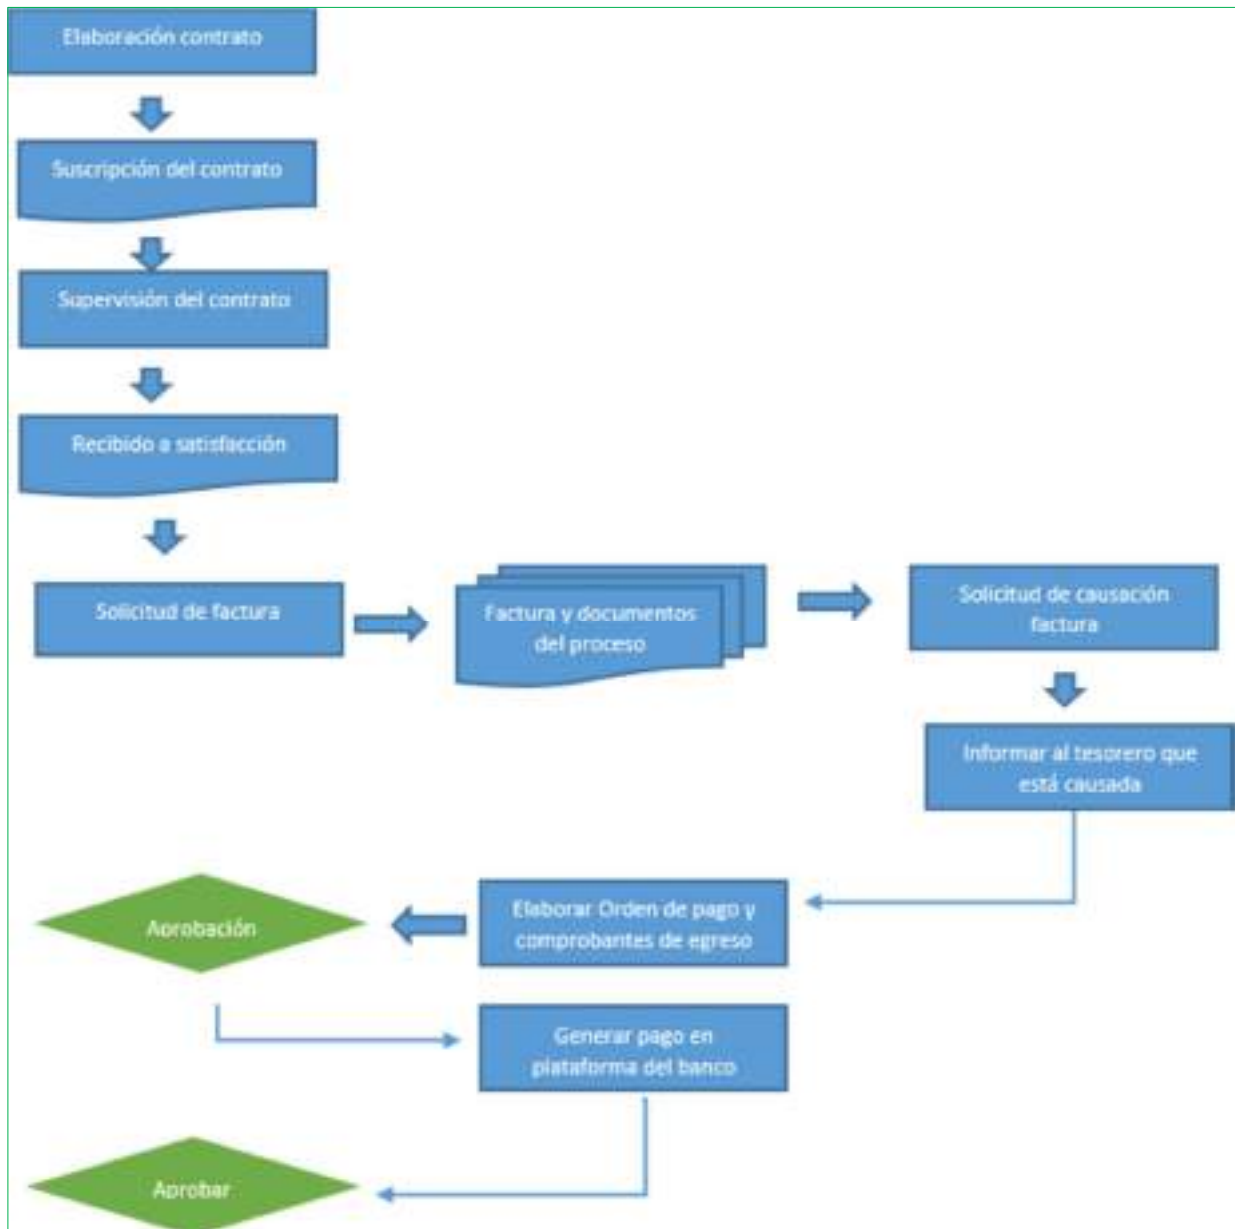 Elaboración contrato
Suscripción del contrato
Supervisión del contrato
Recibido a satisfacción
Solicitud de factura
Factura y documentos
del proceso
Solicitud de causación
factura
Informar al tesorero que
está causada
Elaborar Orden de pago y
comprobantes de egreso
Aprobación
Generar pago en
plataforma del banco
Aprobar